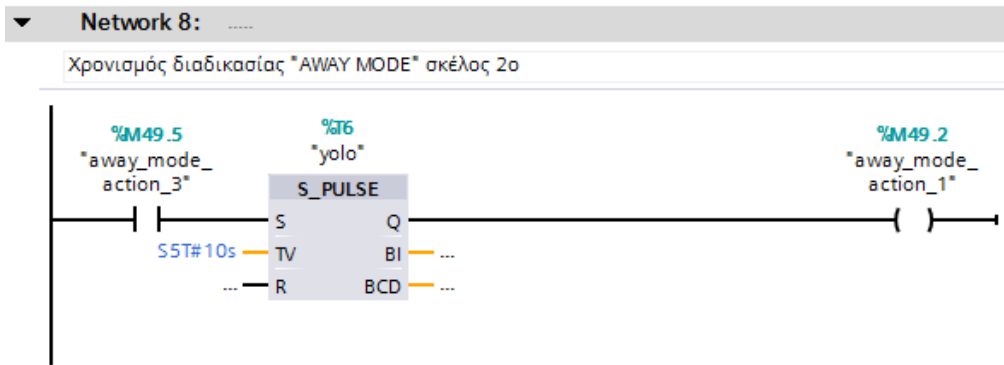 Network 8: .....
Χρονισμός διαδικασίας "AWAY MODE" σκέλος 2ο
%M49.5
"away_mode_
action_3"
%T6
"yolo"
S_PULSE
S Q
S5T#10s TV BI ...
... R BCD ...
%M49.2
"away_mode_
action_1"